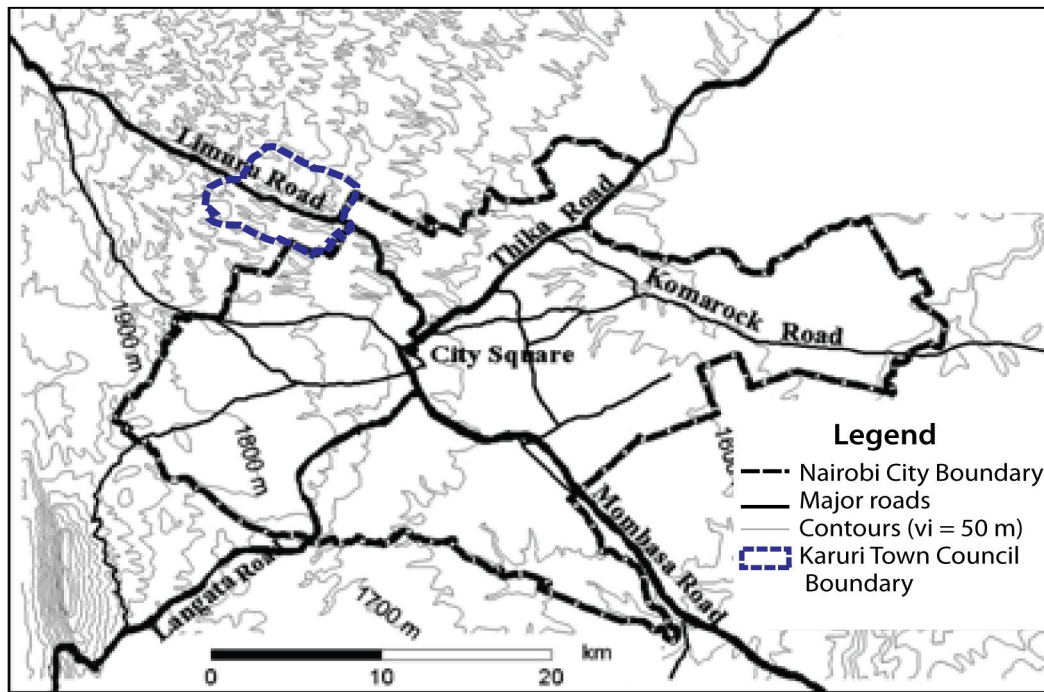 Limuru Road
Thika Road
Komarock Road
1900 m
City Square
1800 m
Legend
Nairobi City Boundary
Major roads
Contours (vi = 50 m)
Karuri Town Council
Boundary
Mombasa Road
Langata Road
1700 m
km
0 10 20